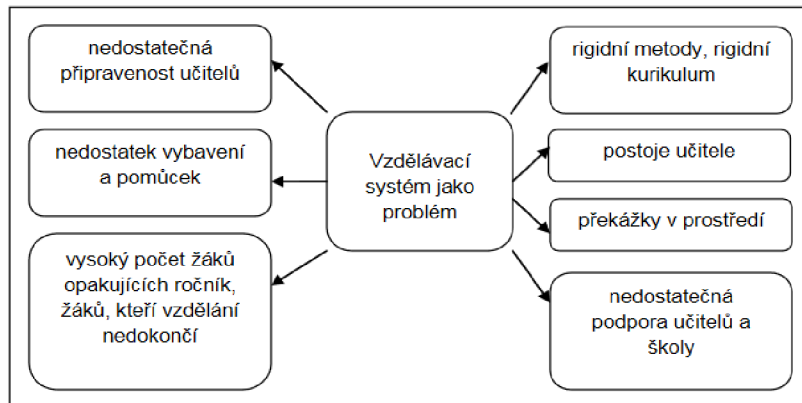 nedostatečná
připravenost učitelů
nedostatek vybavení
a pomůcek
vysoký počet žáků
opakujících ročník,
žáků, kteří vzdělání
nedokončí
Vzdělávací
systém jako
problém
rigidní metody, rigidní
kurikulum
postoje učitele
překážky v prostředí
nedostatečná
podpora učitelů a
školy